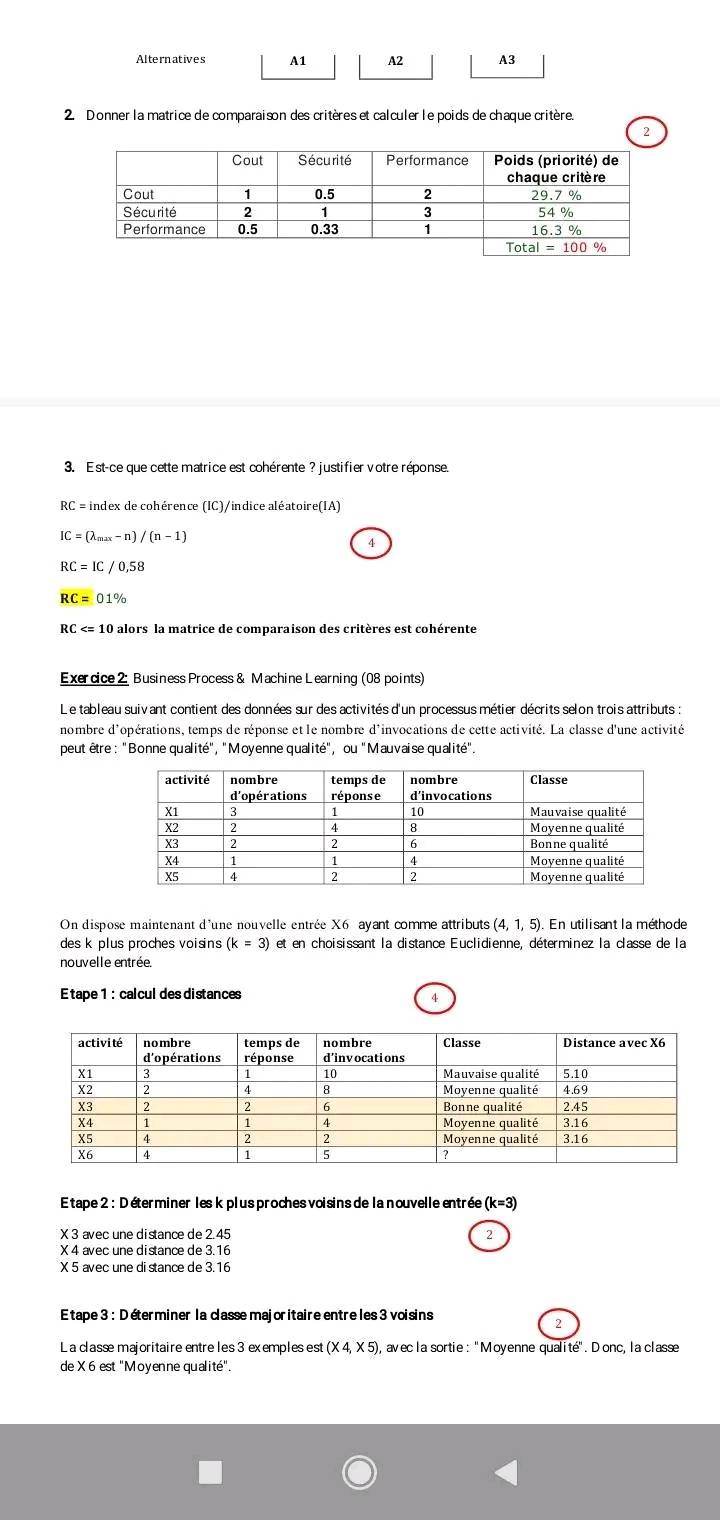 Alternatives A1 A2 A3
2. Donner la matrice de comparaison des critères et calculer le poids de chaque critère.
2
Cout Sécurité Performance Poids (priorité) de
chaque critère
Cout 1 0.5 2 29.7 %
Sécurité 2 1 3 54 %
Performance 0.5 0.33 1 16.3 %
Total = 100 %
3. Est-ce que cette matrice est cohérente ? justifier votre réponse.
RC = index de cohérence (IC)/indice aléatoire(IA)
IC = (λmax – n) / (n – 1)
4
RC = IC / 0,58
RC = 01%
RC <= 10 alors la matrice de comparaison des critères est cohérente
Exercice 2: Business Process & Machine Learning (08 points)
Le tableau suivant contient des données sur des activités d'un processus métier décrits selon trois attributs :
nombre d'opérations, temps de réponse et le nombre d'invocations de cette activité. La classe d'une activité
peut être : "Bonne qualité", "Moyenne qualité", ou "Mauvaise qualité".
activité nombre temps de nombre Classe
d'opérations réponse d'invocations
X1 3 1 10 Mauvaise qualité
X2 2 4 8 Moyenne qualité
X3 2 2 6 Bonne qualité
X4 1 1 4 Moyenne qualité
X5 4 2 2 Moyenne qualité
On dispose maintenant d'une nouvelle entrée X6 ayant comme attributs (4, 1, 5). En utilisant la méthode
des k plus proches voisins (k = 3) et en choisissant la distance Euclidienne, déterminez la classe de la
nouvelle entrée.
Etape 1 : calcul des distances
4
activité nombre temps de nombre Classe Distance avec X6
d'opérations réponse d'invocations
X1 3 1 10 Mauvaise qualité 5.10
X2 2 4 8 Moyenne qualité 4.69
X3 2 2 6 Bonne qualité 2.45
X4 1 1 4 Moyenne qualité 3.16
X5 4 2 2 Moyenne qualité 3.16
X6 4 1 5 ?
Etape 2 : Déterminer les k plus proches voisins de la nouvelle entrée (k=3)
X3 avec une distance de 2.45
2
X4 avec une distance de 3.16
X5 avec une distance de 3.16
Etape 3 : Déterminer la classe majoritaire entre les 3 voisins
2
La classe majoritaire entre les 3 exemples est (X4, X5), avec la sortie : "Moyenne qualité". Donc, la classe
de X6 est "Moyenne qualité".